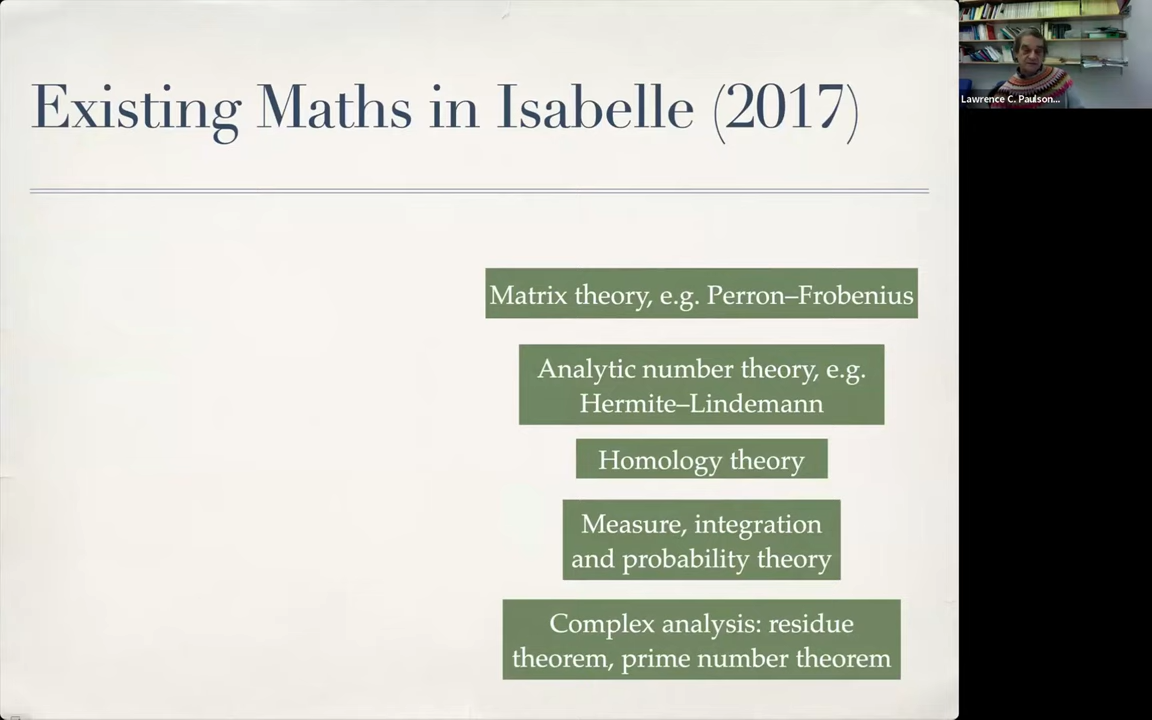 Existing Maths in Isabelle (2017)
Matrix theory, e.g. Perron–Frobenius
Analytic number theory, e.g.
Hermite–Lindemann
Homology theory
Measure, integration
and probability theory
Complex analysis: residue
theorem, prime number theorem
Lawrence C. Paulson...